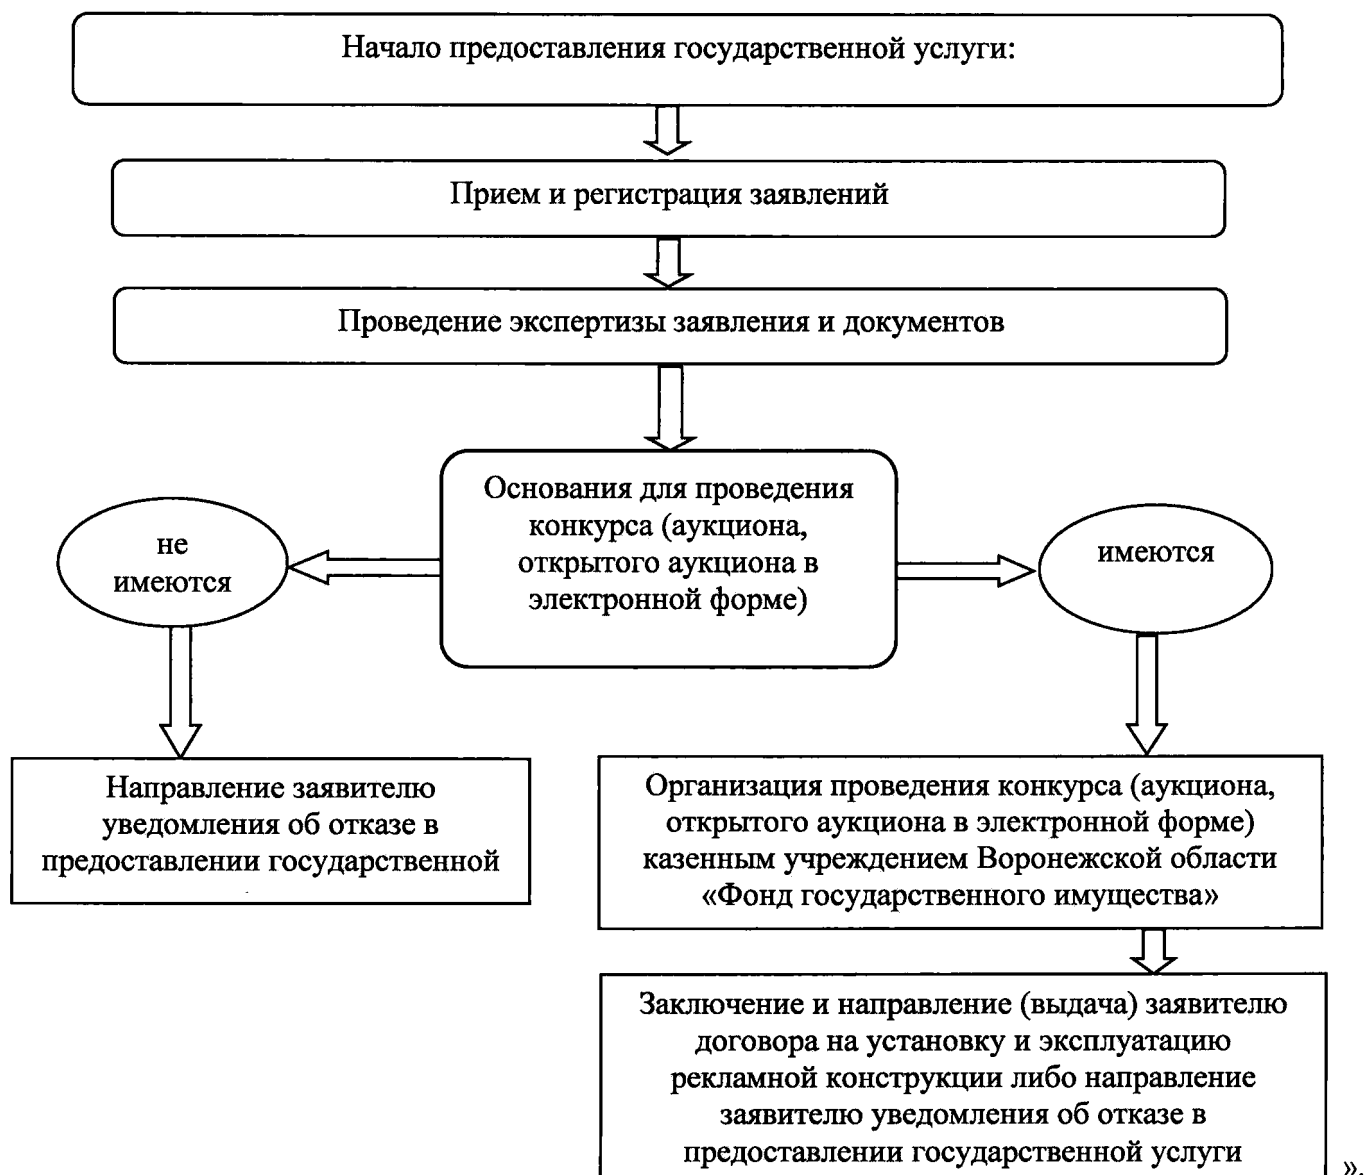 Начало предоставления государственной услуги:
Прием и регистрация заявлений
Проведение экспертизы заявления и документов
Основания для проведения
конкурса (аукциона,
открытого аукциона в
электронной форме)
не
имеются
имеются
Направление заявителю
уведомления об отказе в
предоставлении государственной
Организация проведения конкурса (аукциона,
открытого аукциона в электронной форме)
казенным учреждением Воронежской области
«Фонд государственного имущества»
Заключение и направление (выдача) заявителю
договора на установку и эксплуатацию
рекламной конструкции либо направление
заявителю уведомления об отказе в
предоставлении государственной услуги
».